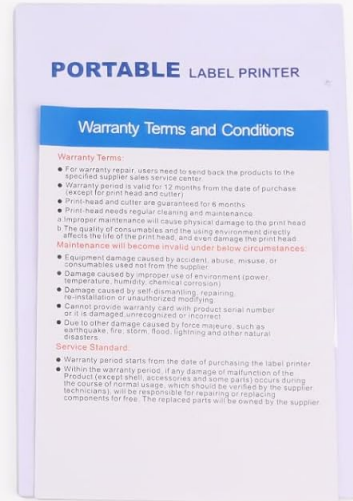 PORTABLE LABEL PRINTER
Warranty Terms and Conditions
Warranty Terms:
● For warranty repair, users need to send back the products to the
specified supplier sales service center.
● Warranty period is valid for 12 months from the date of purchase
(except for print head and cutter)
● Print-head and cutter are guaranteed for 6 months
● Print-head needs regular cleaning and maintenance
a Improper maintenance will cause physical damage to the print head
b The quality of consumables and the using environment directly
affects the life of the print head, and even damage the print head.
Maintenance will become invalid under below circumstances:
● Equipment damage caused by accident, abuse, misuse, or
consumables used not from the supplier
● Damage caused by improper use of environment (power,
temperature, humidity, chemical corrosion)
● Damage caused by self-dismantling, repairing,
re-installation or unauthorized modifying.
● Cannot provide warranty card with product serial number
or it is damaged, unrecognized or incorrect
● Due to other damage caused by force majeure, such as
earthquake, fire, storm, flood, lightning and other natural
disasters.
Service Standard:
● Warranty period starts from the date of purchasing the label printer
● Within the warranty period, if any damage of malfunction of the
Product (except shell, accessories and some parts) occurs during
the course of normal usage, which should be verified by the supplier
technicians), will be responsible for repairing or replacing
components for free. The replaced parts will be owned by the supplier.